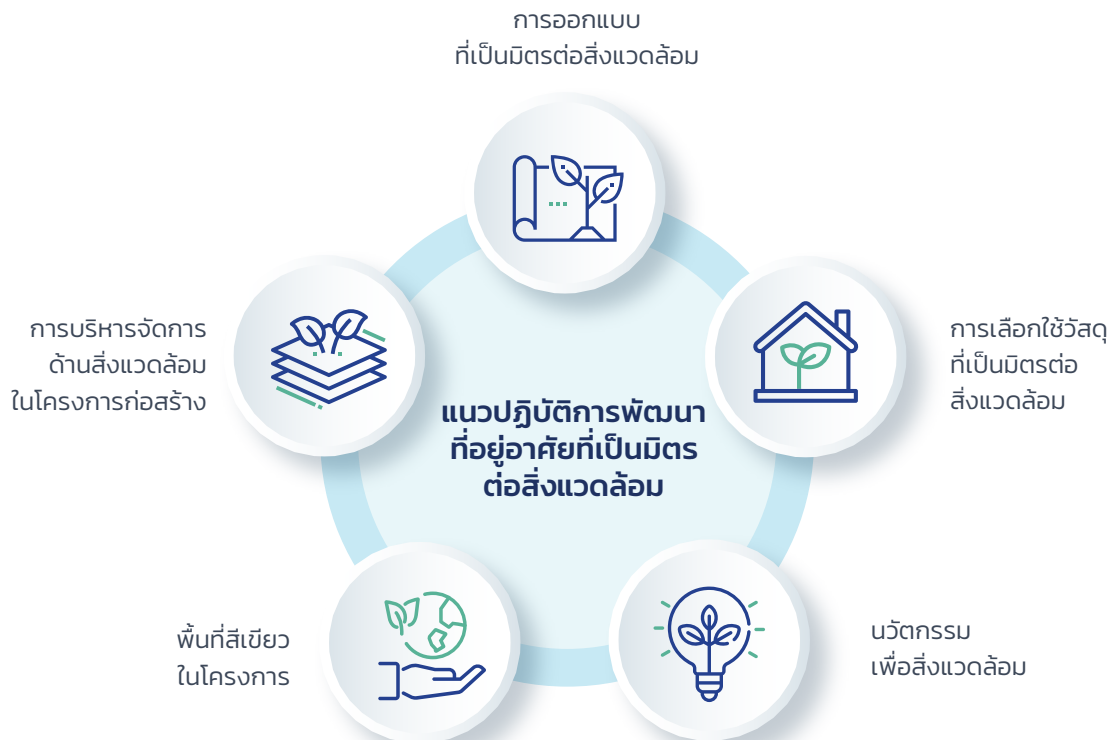 การออกแบบ
ที่เป็นมิตรต่อสิ่งแวดล้อม
การเลือกใช้วัสดุ
ที่เป็นมิตรต่อ
สิ่งแวดล้อม
การบริหารจัดการ
ด้านสิ่งแวดล้อม
ในโครงการก่อสร้าง
แนวปฏิบัติการพัฒนา
ที่อยู่อาศัยที่เป็นมิตร
ต่อสิ่งแวดล้อม
นวัตกรรม
เพื่อสิ่งแวดล้อม
พื้นที่สีเขียว
ในโครงการ